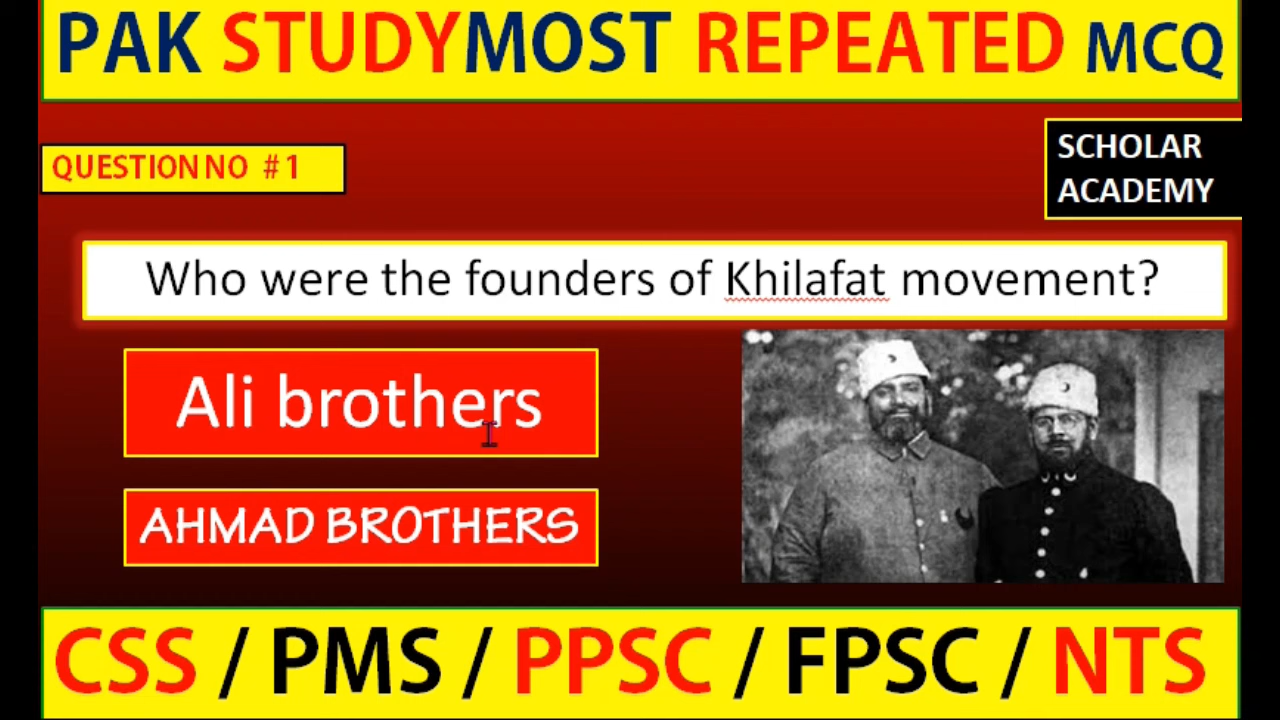 PAK STUDYMOST REPEATED MCQ
QUESTION NO # 1
SCHOLAR
ACADEMY
Who were the founders of Khilafat movement?
Ali brothers
AHMAD BROTHERS
CSS / PMS / PPSC / FPSC / NTS